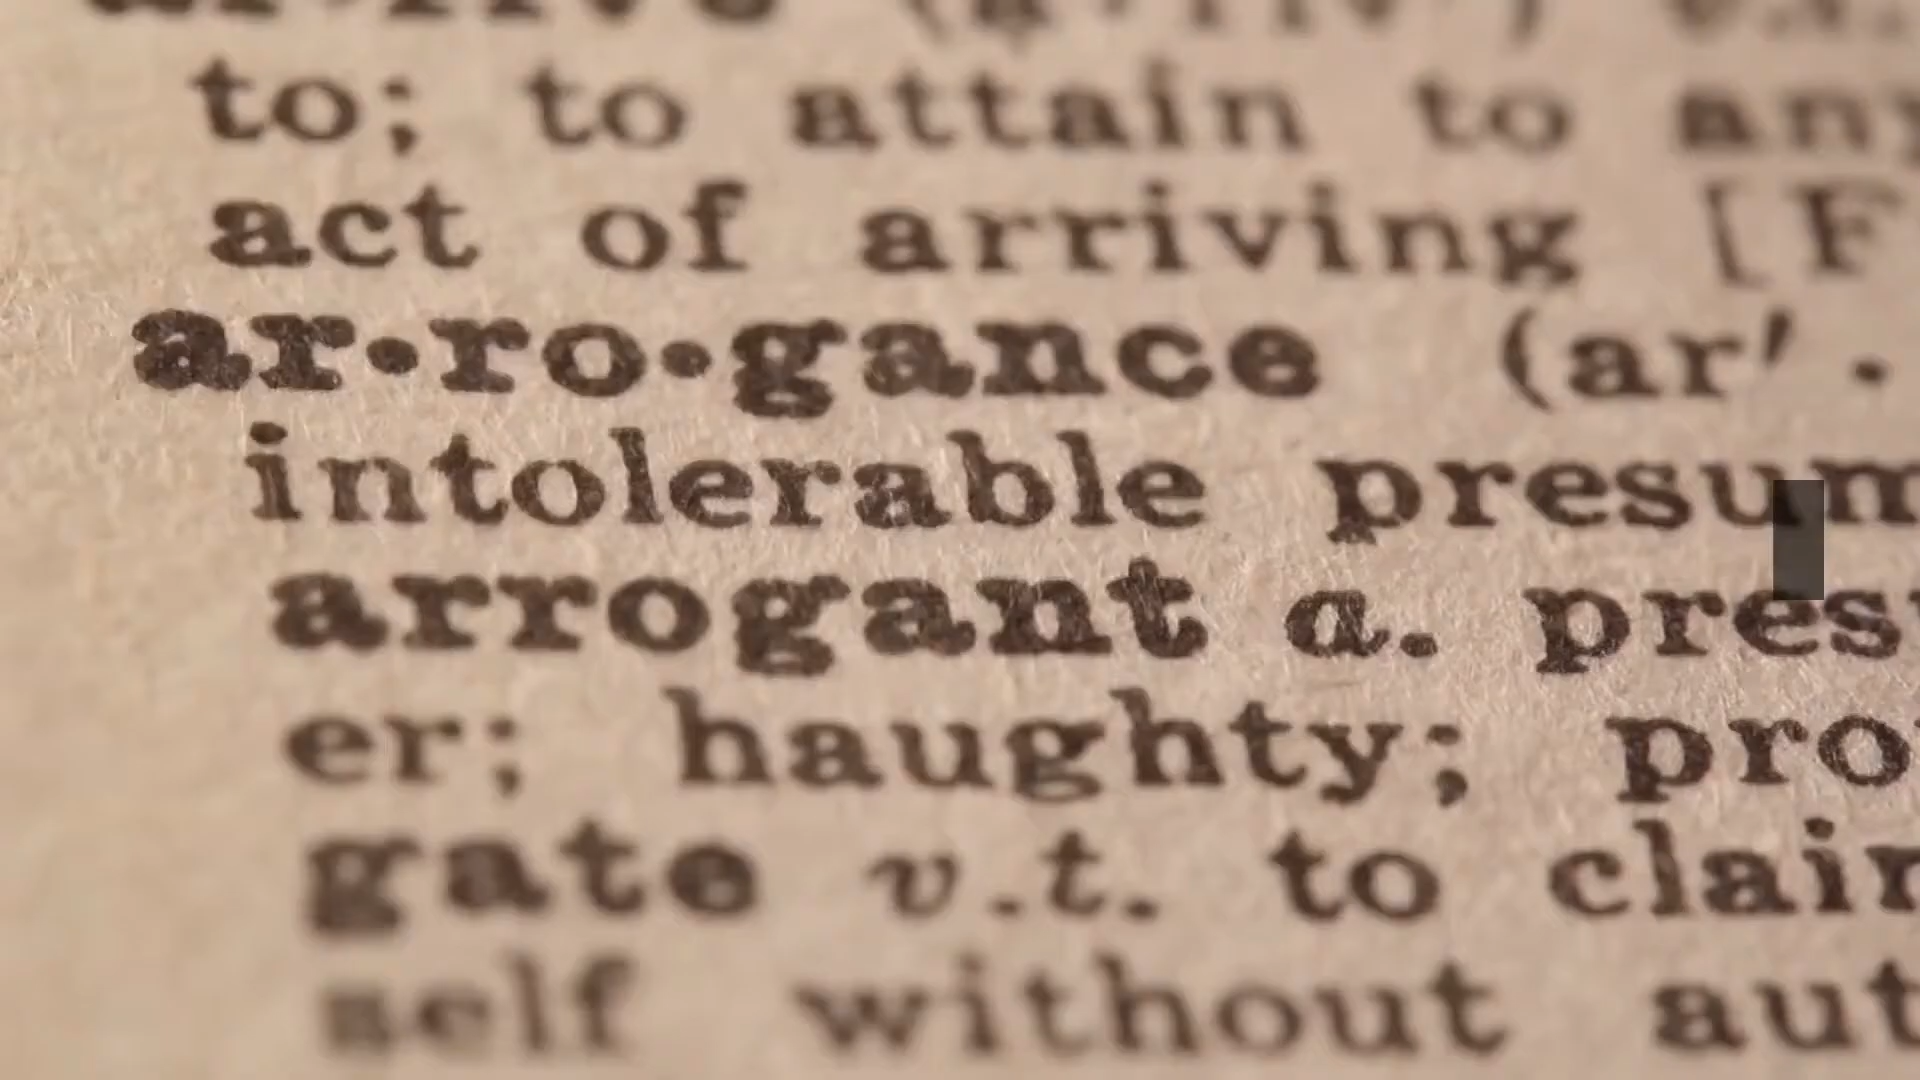 to; to attain to any
act of arriving [F
ar·ro·gance (ar′·
intolerable presum
arrogant a. pres
er; haughty; pro
gate v.t. to clai
self without aut